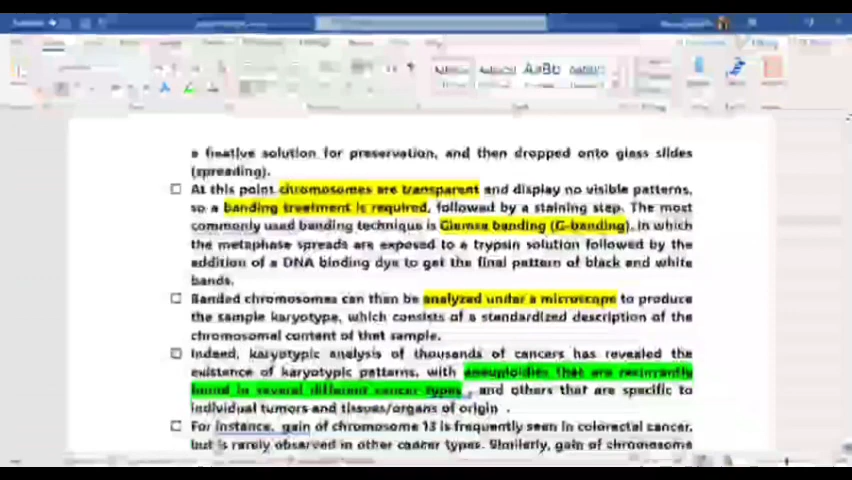 a fixative solution for preservation, and then dropped onto glass slides
(spreading).
☐ At this point chromosomes are transparent and display no visible patterns,
so a banding treatment is required, followed by a staining step. The most
commonly used banding technique is Giemsa banding (G-banding), in which
the metaphase spreads are exposed to a trypsin solution followed by the
addition of a DNA binding dye to get the final pattern of black and white
bands.
☐ Banded chromosomes can then be analyzed under a microscope to produce
the sample karyotype, which consists of a standardized description of the
chromosomal content of that sample.
☐ Indeed, karyotypic analysis of thousands of cancers has revealed the
existence of karyotypic patterns, with aneuploidies that are recurrently
found in several different cancer types , and others that are specific to
individual tumors and tissues/organs of origin .
☐ For instance, gain of chromosome 13 is frequently seen in colorectal cancer,
but is rarely observed in other cancer types. Similarly, gain of chromosome